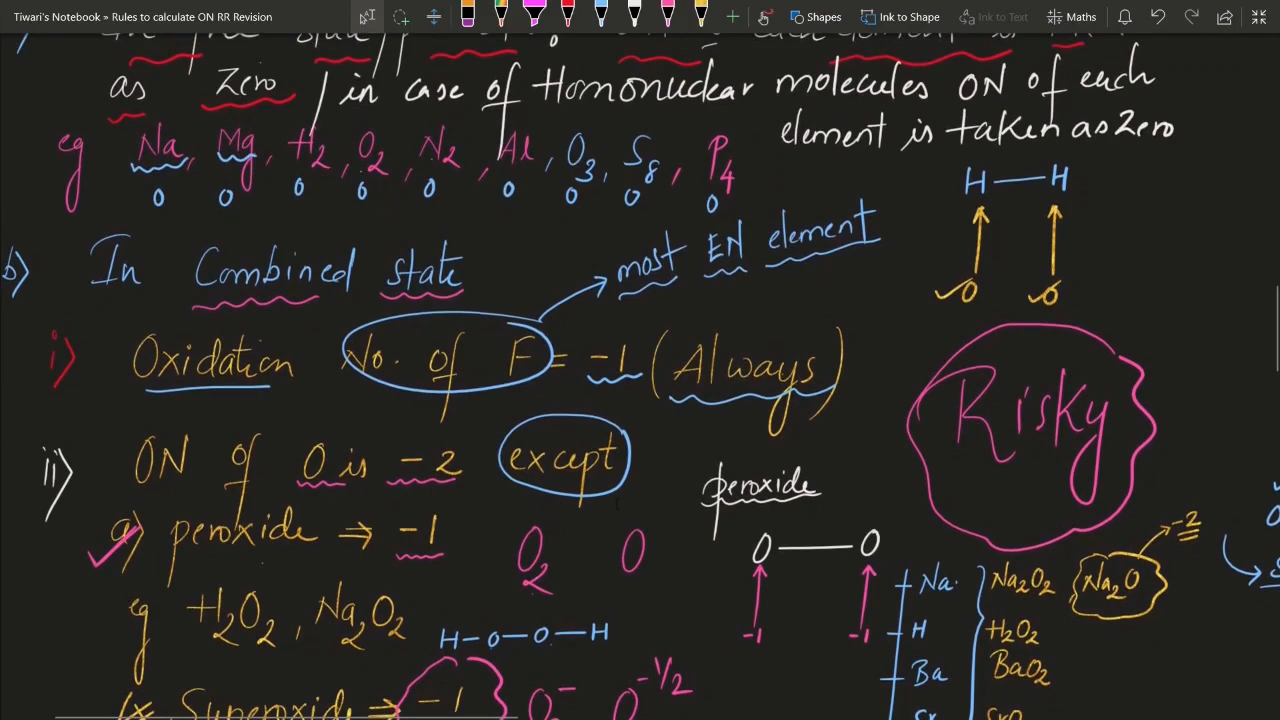 Tiwari's Notebook » Rules to calculate ON RR Revision
Shapes Ink to Shape Ink to Text Maths
as Zero / in case of Homonuclear molecules ON of each
element is taken as Zero
eg Na, Mg, H2, O2, N2, Al, O3, S8, P4
0 0 0 0 0 0 0 0 0
H — H
0 0
b) In Combined state
most EN element
i) Oxidation No. of F = -1 (Always)
Risky
ii) ON of O is -2 except
a) peroxide ⇒ -1
O2 O
peroxide
O — O
-1 -1
eg H2O2, Na2O2
H-O-O-H
Na Na2O2 Na2O -2
H H2O2
Ba BaO2
Superoxide ⇒ -1
O2- O-1/2